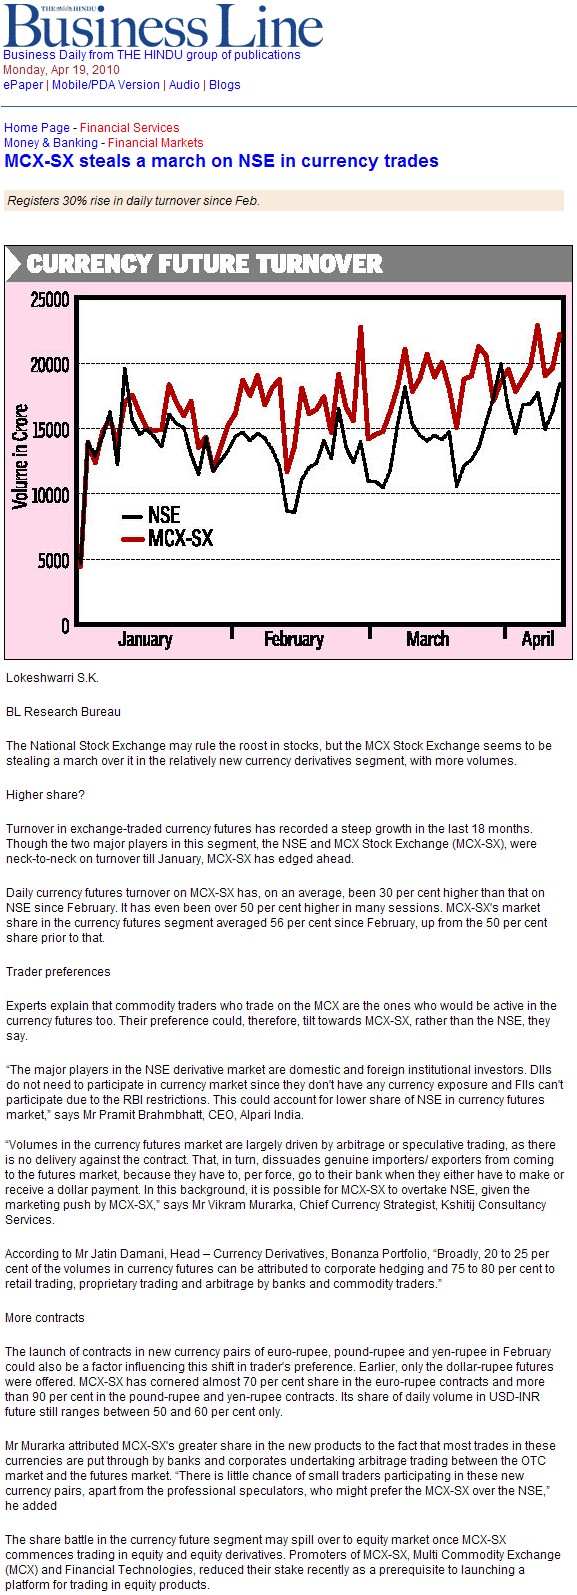 THE HINDU
Business Line
Business Daily from THE HINDU group of publications
Monday, Apr 19, 2010
ePaper | Mobile/PDA Version | Audio | Blogs
Home Page - Financial Services
Money & Banking - Financial Markets
MCX-SX steals a march on NSE in currency trades
Registers 30% rise in daily turnover since Feb.
CURRENCY FUTURE TURNOVER
25000
20000
15000
10000
5000
0
Volume in Crore
NSE
MCX-SX
January February March April
Lokeshwarri S.K.
BL Research Bureau
The National Stock Exchange may rule the roost in stocks, but the MCX Stock Exchange seems to be
stealing a march over it in the relatively new currency derivatives segment, with more volumes.
Higher share?
Turnover in exchange-traded currency futures has recorded a steep growth in the last 18 months.
Though the two major players in this segment, the NSE and MCX Stock Exchange (MCX-SX), were
neck-to-neck on turnover till January, MCX-SX has edged ahead.
Daily currency futures turnover on MCX-SX has, on an average, been 30 per cent higher than that on
NSE since February. It has even been over 50 per cent higher in many sessions. MCX-SX's market
share in the currency futures segment averaged 56 per cent since February, up from the 50 per cent
share prior to that.
Trader preferences
Experts explain that commodity traders who trade on the MCX are the ones who would be active in the
currency futures too. Their preference could, therefore, tilt towards MCX-SX, rather than the NSE, they
say.
“The major players in the NSE derivative market are domestic and foreign institutional investors. DIIs
do not need to participate in currency market since they don't have any currency exposure and FIIs can't
participate due to the RBI restrictions. This could account for lower share of NSE in currency futures
market,” says Mr Pramit Brahmbhatt, CEO, Alpari India.
“Volumes in the currency futures market are largely driven by arbitrage or speculative trading, as there
is no delivery against the contract. That, in turn, dissuades genuine importers/ exporters from coming
to the futures market, because they have to, per force, go to their bank when they either have to make or
receive a dollar payment. In this background, it is possible for MCX-SX to overtake NSE, given the
marketing push by MCX-SX,” says Mr Vikram Murarka, Chief Currency Strategist, Kshitij Consultancy
Services.
According to Mr Jatin Damani, Head – Currency Derivatives, Bonanza Portfolio, “Broadly, 20 to 25 per
cent of the volumes in currency futures can be attributed to corporate hedging and 75 to 80 per cent to
retail trading, proprietary trading and arbitrage by banks and commodity traders.”
More contracts
The launch of contracts in new currency pairs of euro-rupee, pound-rupee and yen-rupee in February
could also be a factor influencing this shift in trader's preference. Earlier, only the dollar-rupee futures
were offered. MCX-SX has cornered almost 70 per cent share in the euro-rupee contracts and more
than 90 per cent in the pound-rupee and yen-rupee contracts. Its share of daily volume in USD-INR
future still ranges between 50 and 60 per cent only.
Mr Murarka attributed MCX-SX's greater share in the new products to the fact that most trades in these
currencies are put through by banks and corporates undertaking arbitrage trading between the OTC
market and the futures market. “There is little chance of small traders participating in these new
currency pairs, apart from the professional speculators, who might prefer the MCX-SX over the NSE,”
he added
The share battle in the currency future segment may spill over to equity market once MCX-SX
commences trading in equity and equity derivatives. Promoters of MCX-SX, Multi Commodity Exchange
(MCX) and Financial Technologies, reduced their stake recently as a prerequisite to launching a
platform for trading in equity products.